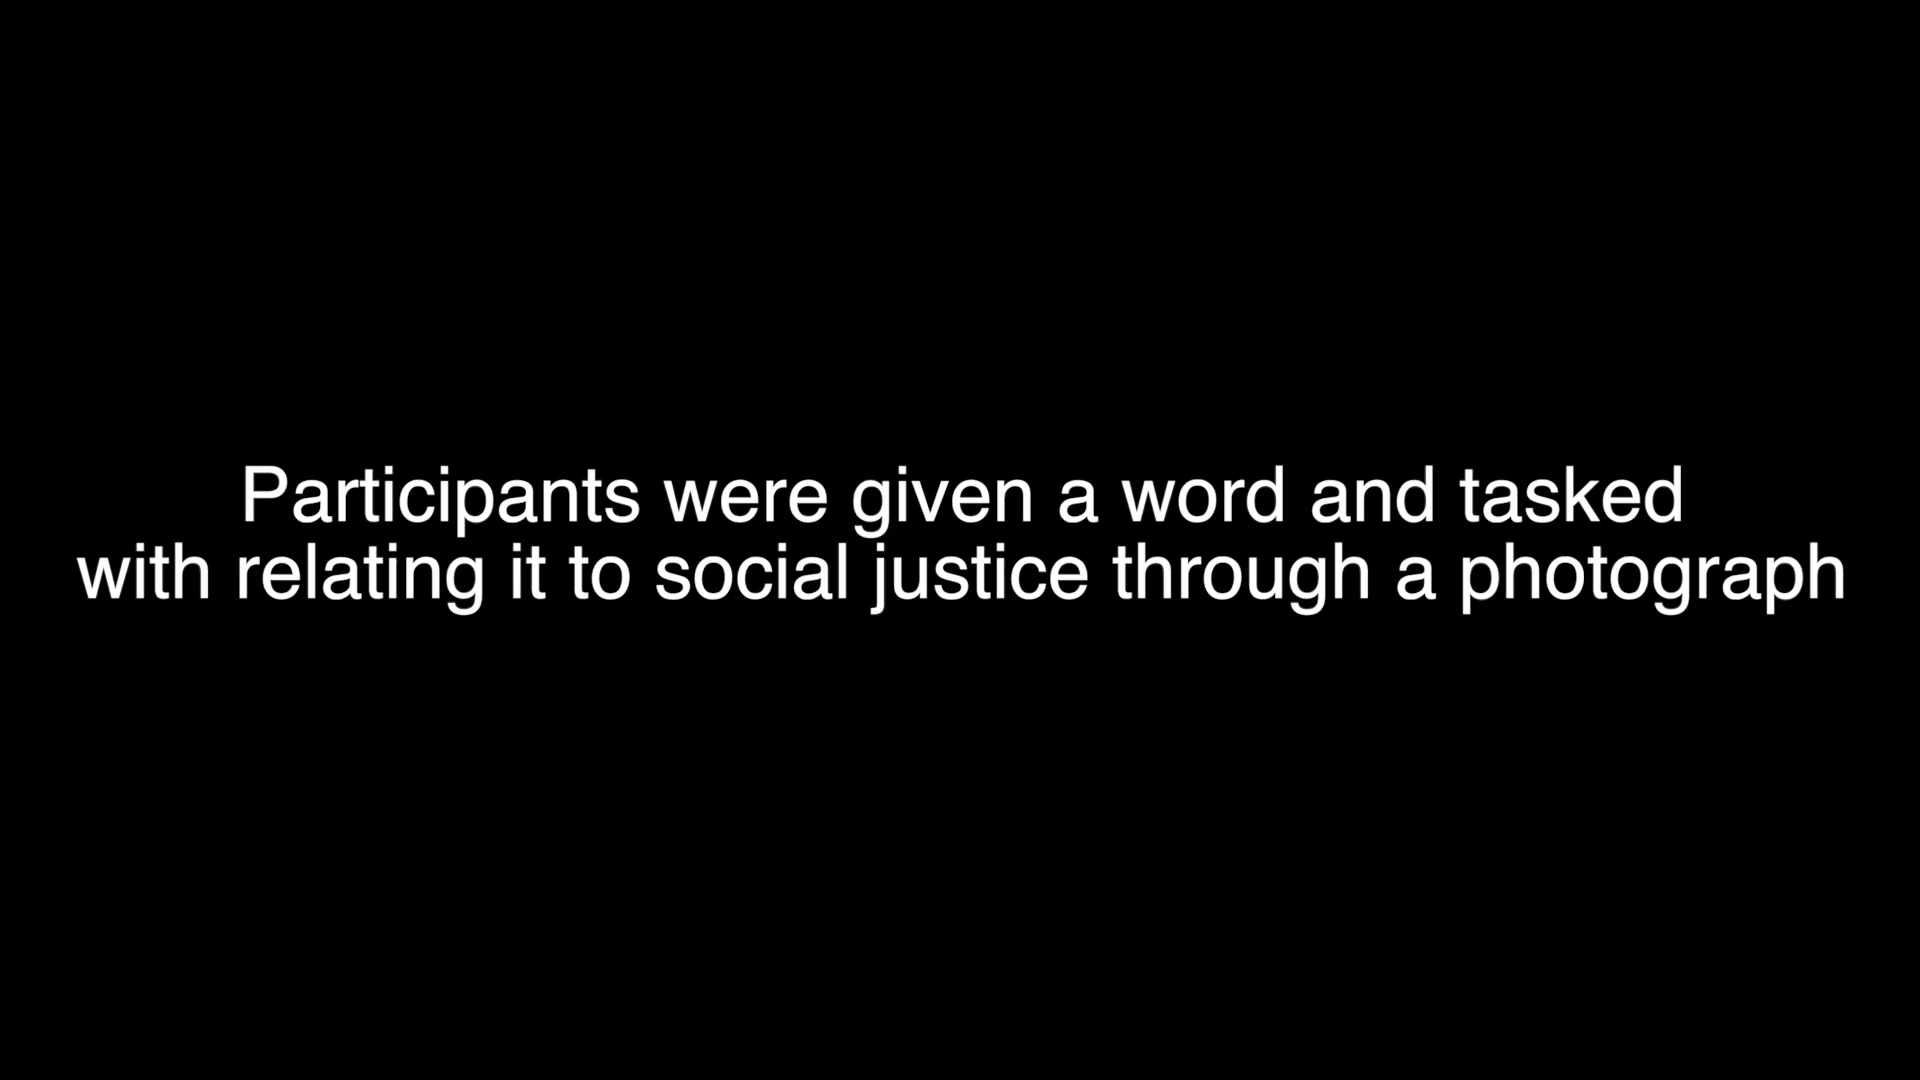 Participants were given a word and tasked
with relating it to social justice through a photograph